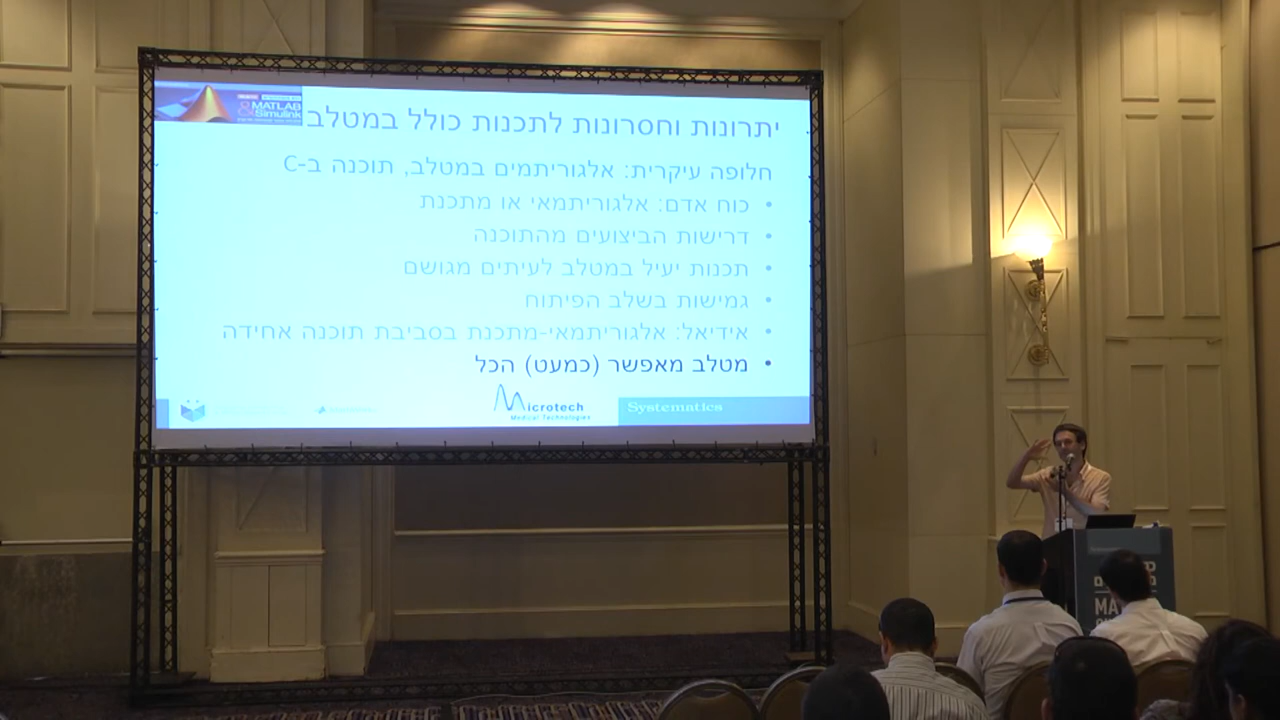 MATLAB
&Simulink
יתרונות וחסרונות לתכנות כולל במטלב
חלופה עיקרית: אלגוריתמים במטלב, תוכנה ב-C
• כוח אדם: אלגוריתמאי או מתכנת
• דרישות הביצועים מהתוכנה
• תכנות יעיל במטלב לעיתים מגושם
• גמישות בשלב הפיתוח
• אידיאל: אלגוריתמאי-מתכנת בסביבת תוכנה אחידה
• מטלב מאפשר (כמעט) הכל
Microtech
Medical Technologies
Systematics
MA